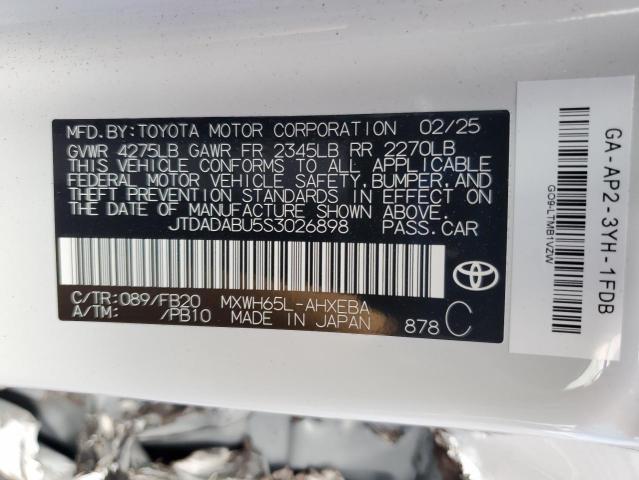 MFD.BY:TOYOTA MOTOR CORPORATION 02/25
GVWR 4275LB GAWR FR 2345LB RR 2270LB
THIS VEHICLE CONFORMS TO ALL APPLICABLE
FEDERAL MOTOR VEHICLE SAFETY,BUMPER,AND
THEFT PREVENTION STANDARDS IN EFFECT ON
THE DATE OF MANUFACTURE SHOWN ABOVE.
JTDADABU5S3026898 PASS.CAR
C/TR:089/FB20 MXWH65L-AHXEBA
A/TM: /PB10 MADE IN JAPAN 878 C
GA-AP2-3YH-1FDB
GO9-LTMB1VZW